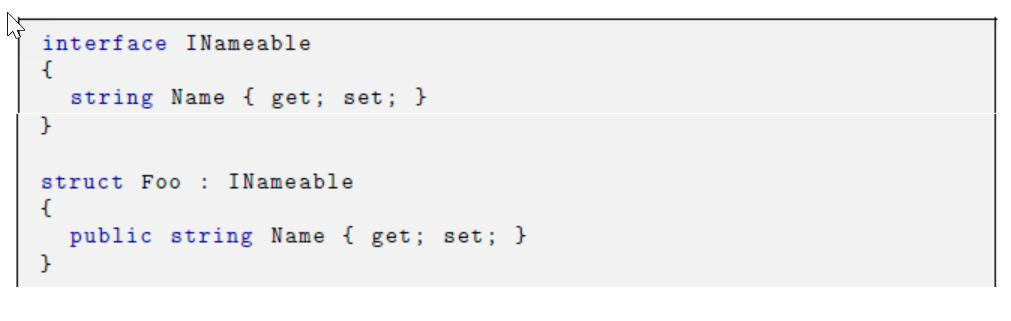 interface INameable
{
  string Name { get; set; }
}
struct Foo : INameable
{
  public string Name { get; set; }
}